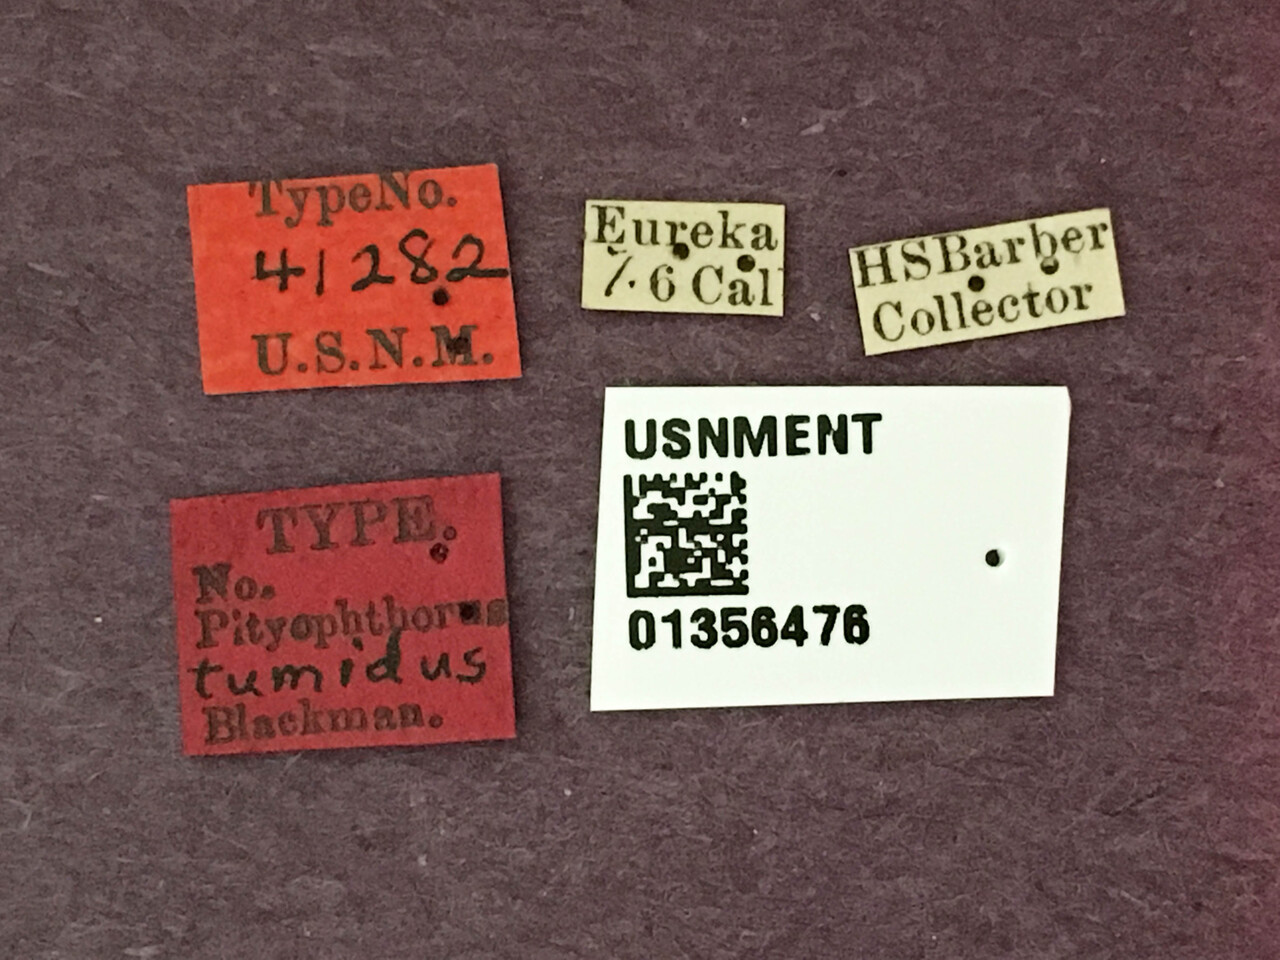 TypeNo.
41282
U.S.N.M.
Eureka
7.6 Cal
HSBarber
Collector
USNMENT
01356476
TYPE.
No.
Pityophthorus
tumidus
Blackman.